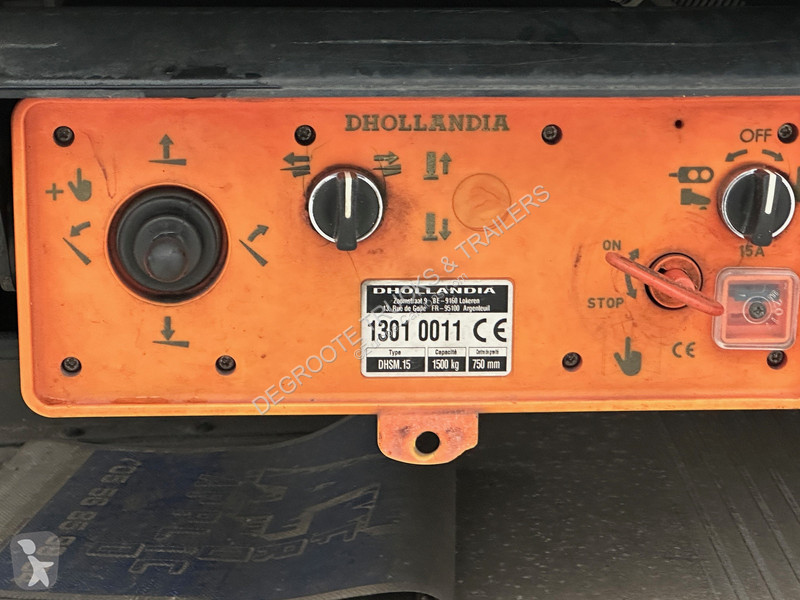 DHOLLANDIA
OFF
DHOLLANDIA
Zoomstraat 9 - BE - 9160 Lokeren
13, Rue de Gaille FR - 95100 Argenteuil
1301 0011 CE
Type Capacité
DHSM.15 1500 kg 750 mm
ON
STOP
15A
CE
DEGROOTE TRUCKS & TRAILERS